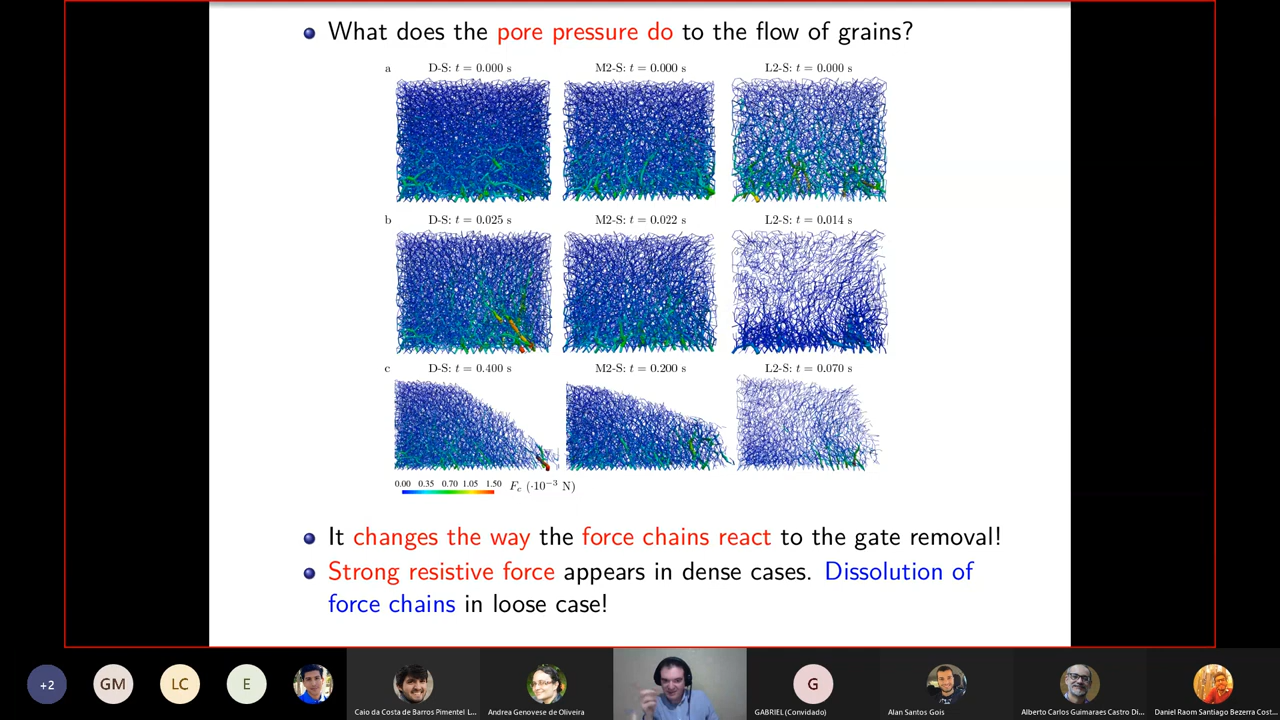 What does the pore pressure do to the flow of grains?
a
D-S: t = 0.000 s
M2-S: t = 0.000 s
L2-S: t = 0.000 s
b
D-S: t = 0.025 s
M2-S: t = 0.022 s
L2-S: t = 0.014 s
c
D-S: t = 0.400 s
M2-S: t = 0.200 s
L2-S: t = 0.070 s
0.00 0.35 0.70 1.05 1.50 Fc (·10−3 N)
It changes the way the force chains react to the gate removal!
Strong resistive force appears in dense cases. Dissolution of
force chains in loose case!
+2
GM
LC
E
G
Caio da Costa de Barros Pimentel L...
Andrea Genovese de Oliveira
GABRIEL (Convidado)
Alan Santos Gois
Alberto Carlos Guimaraes Castro Di...
Daniel Raom Santiago Bezerra Cost...